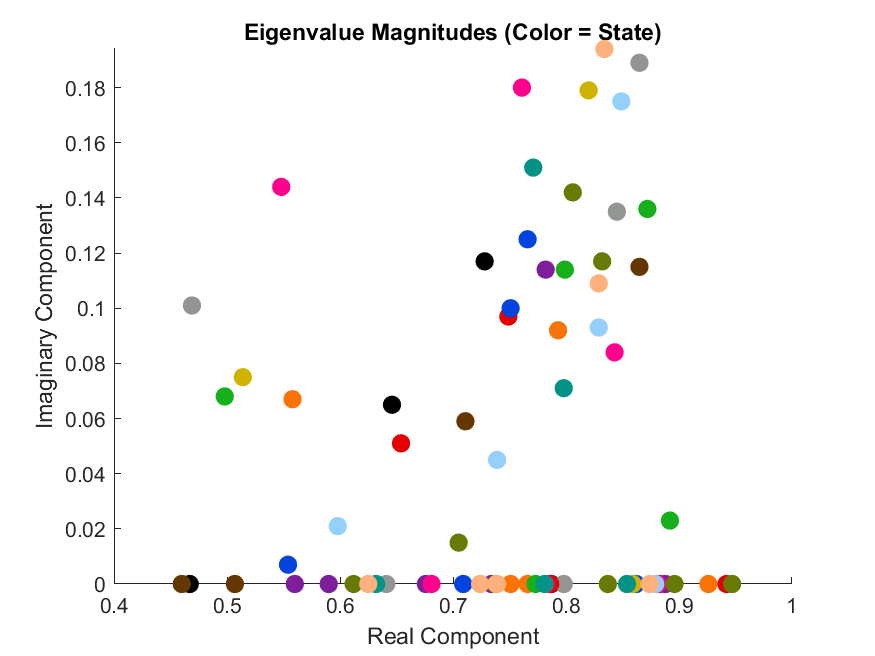 Eigenvalue Magnitudes (Color = State)
0.18
0.16
0.14
0.12
0.1
0.08
0.06
0.04
0.02
0
Imaginary Component
0.4 0.5 0.6 0.7 0.8 0.9 1
Real Component